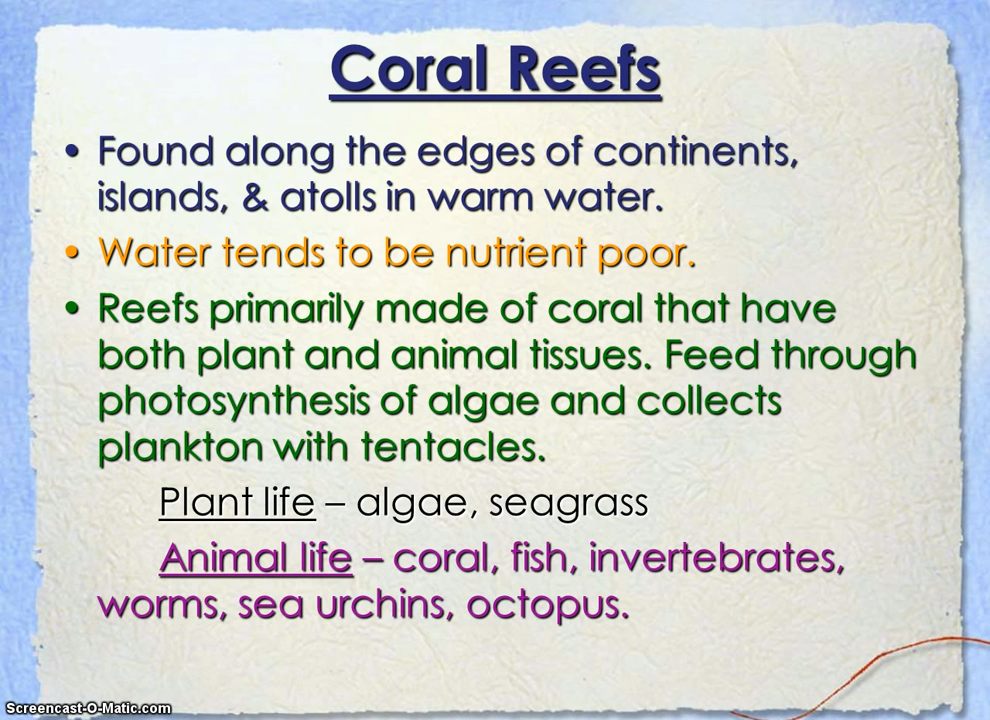 Coral Reefs
• Found along the edges of continents,
islands, & atolls in warm water.
• Water tends to be nutrient poor.
• Reefs primarily made of coral that have
both plant and animal tissues. Feed through
photosynthesis of algae and collects
plankton with tentacles.
Plant life – algae, seagrass
Animal life – coral, fish, invertebrates,
worms, sea urchins, octopus.
Screencast-O-Matic.com